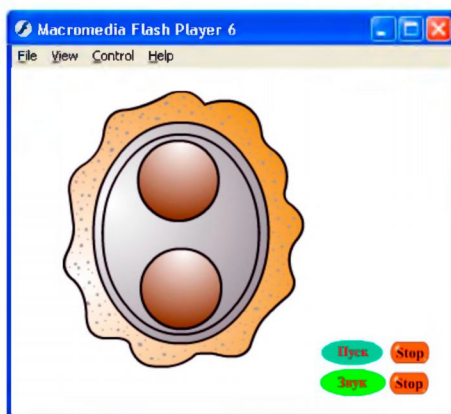 Macromedia Flash Player 6
File View Control Help
Пуск Stop
Звук Stop